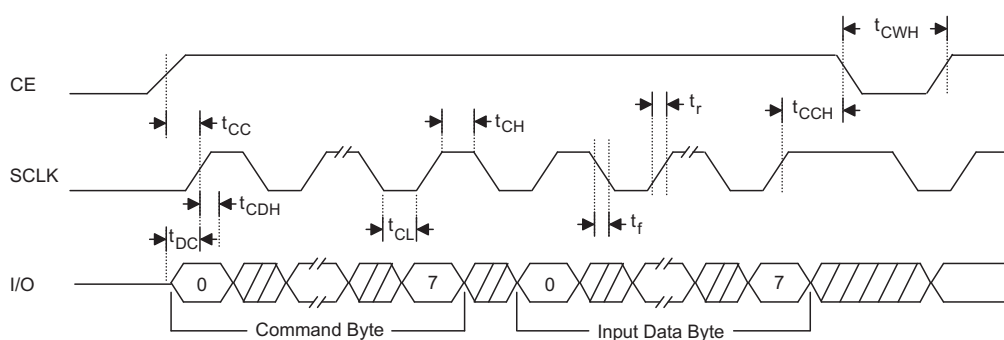 CE
tCWH
tCC
tCH
tr
tCCH
SCLK
tCDH
tDC
tCL
tf
I/O
0
7
0
7
Command Byte
Input Data Byte